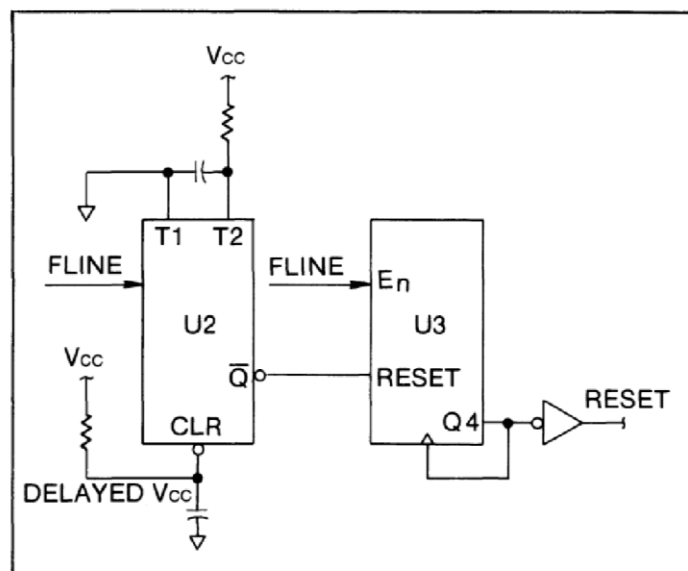 Vcc
T1 T2
FLINE
U2
Q̅
CLR
Vcc
DELAYED Vcc
FLINE
En
U3
RESET
Q4
RESET